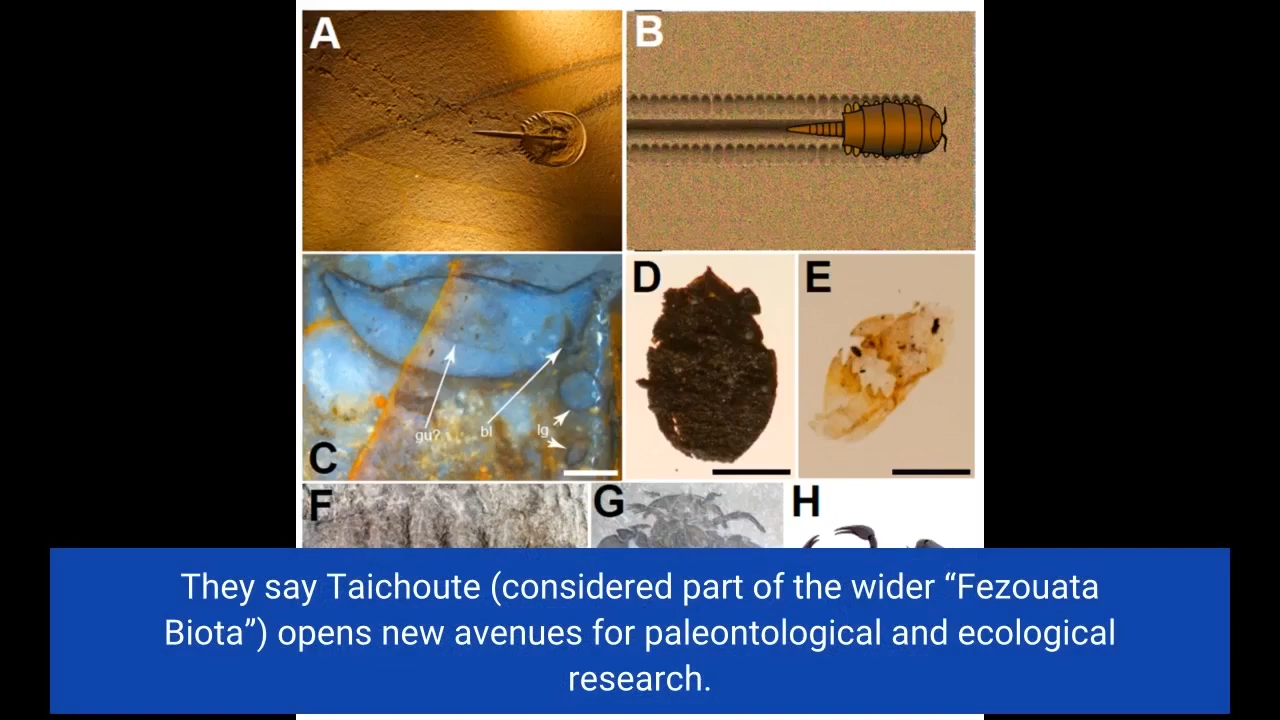 A
B
C
gu?
bl
lg
D
E
F
G
H
They say Taichoute (considered part of the wider “Fezouata
Biota”) opens new avenues for paleontological and ecological
research.